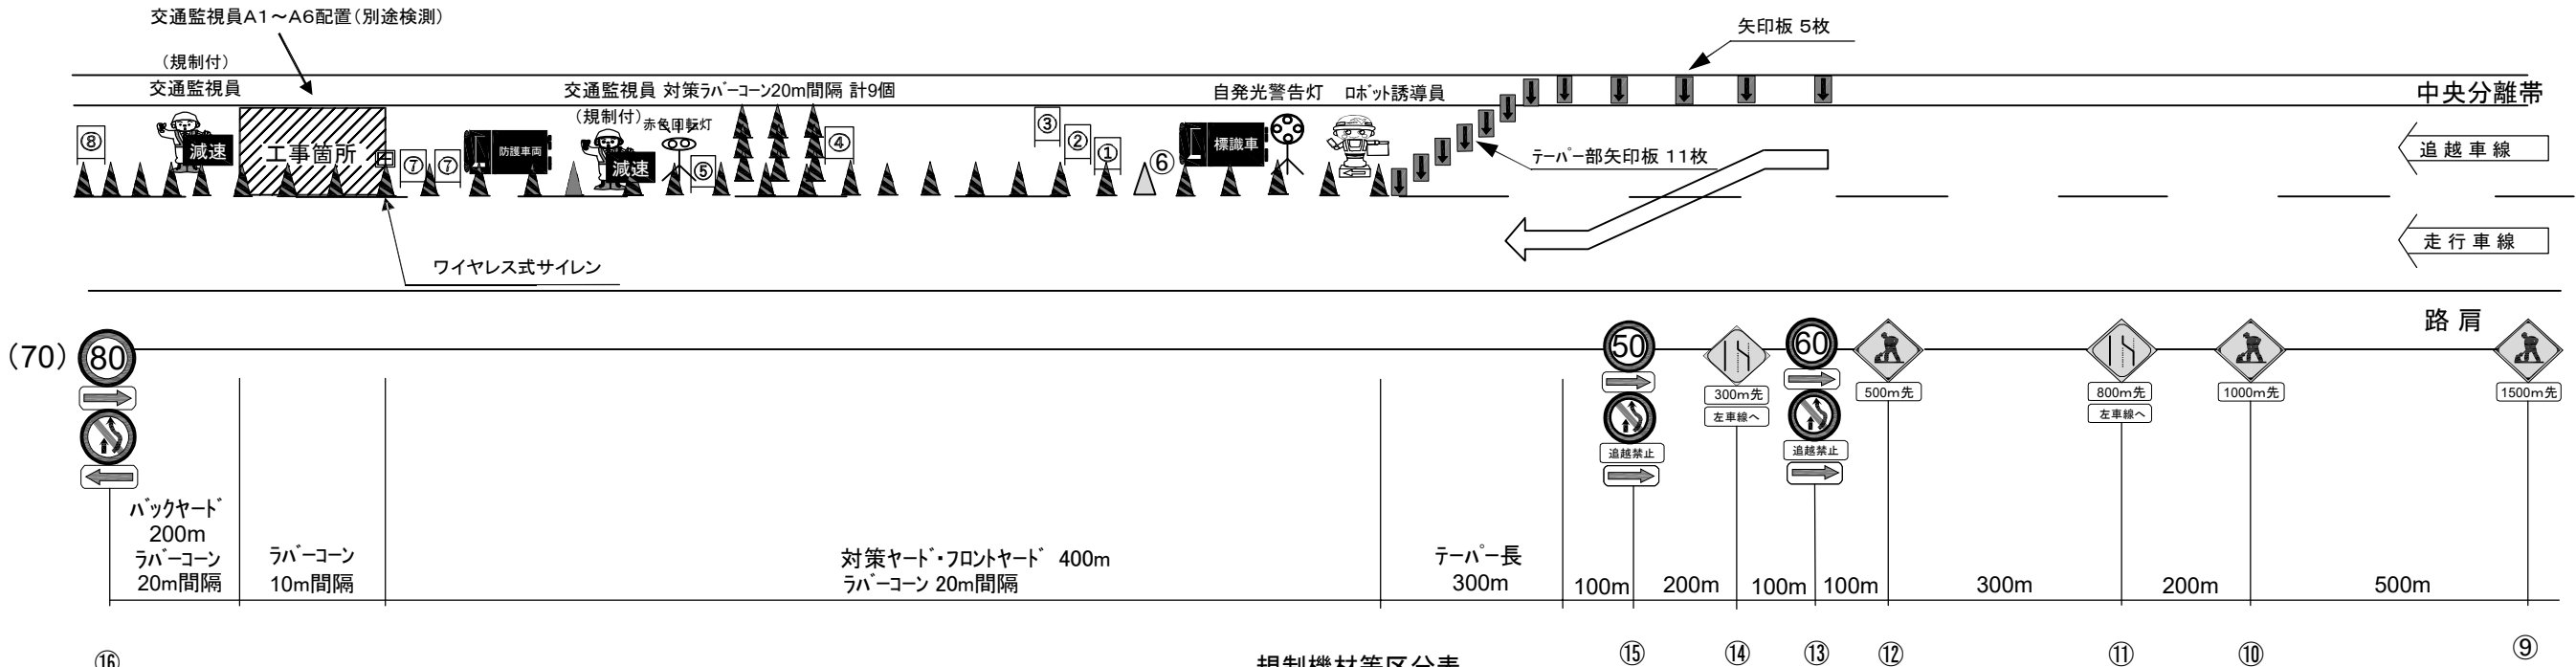 交通監視員A1～A6配置(別途検測)
矢印板 5枚
(規制付)
交通監視員
交通監視員 対策ﾗﾊﾞｰｺｰﾝ20m間隔 計9個
自発光警告灯 ﾛﾎﾞｯﾄ誘導員
中央分離帯
(規制付) 赤色回転灯
⑧
減速
工事箇所
⑦
⑦
防護車両
減速
⑤
④
③
②
①
⑥
標識車
ﾃｰﾊﾟｰ部矢印板 11枚
追越車線
走行車線
ワイヤレス式サイレン
路肩
(70)
80
50
300m先
左車線へ
60
500m先
800m先
左車線へ
1000m先
1500m先
追越禁止
追越禁止
ﾊﾞｯｸﾔｰﾄﾞ
200m
ﾗﾊﾞｰｺｰﾝ
20m間隔
ﾗﾊﾞｰｺｰﾝ
10m間隔
対策ﾔｰﾄﾞ・ﾌﾛﾝﾄﾔｰﾄﾞ 400m
ﾗﾊﾞｰｺｰﾝ 20m間隔
ﾃｰﾊﾟｰ長
300m
100m
200m
100m
100m
300m
200m
500m
⑯
規制機材等区分表
⑮
⑭
⑬
⑫
⑪
⑩
⑨